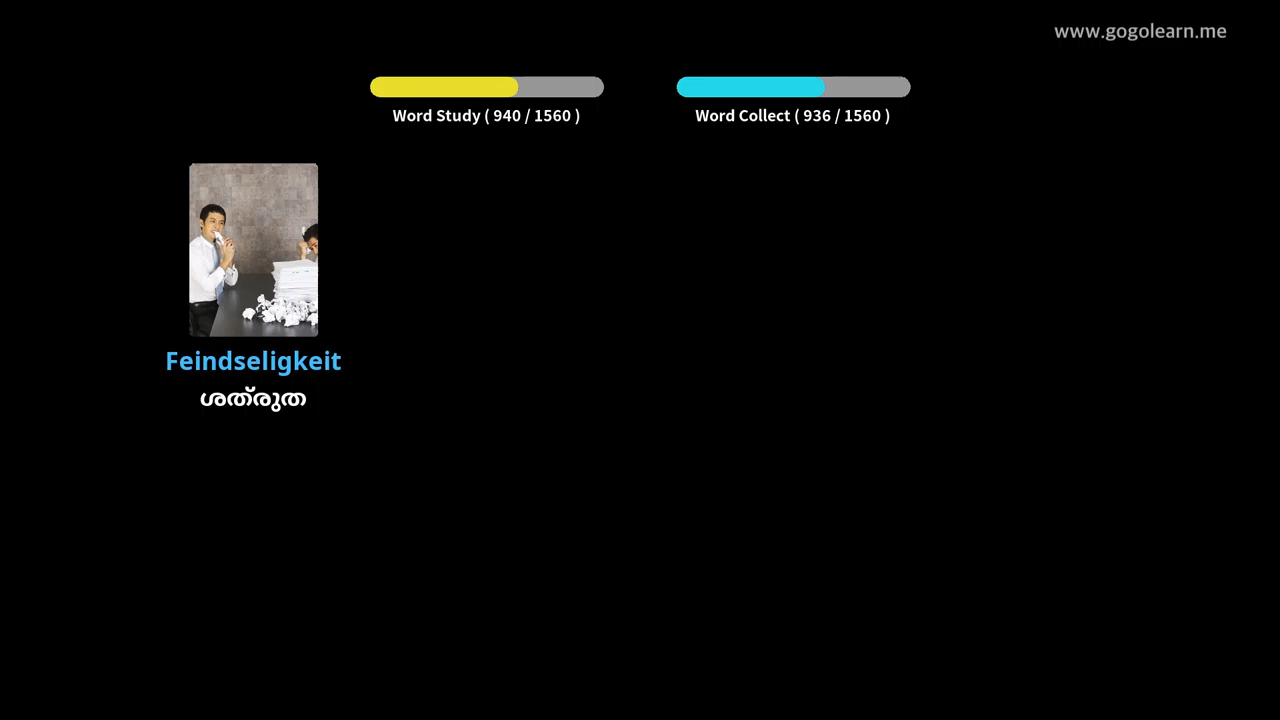 www.gogolearn.me
Word Study ( 940 / 1560 )
Word Collect ( 936 / 1560 )
Feindseligkeit
ശത്രുത